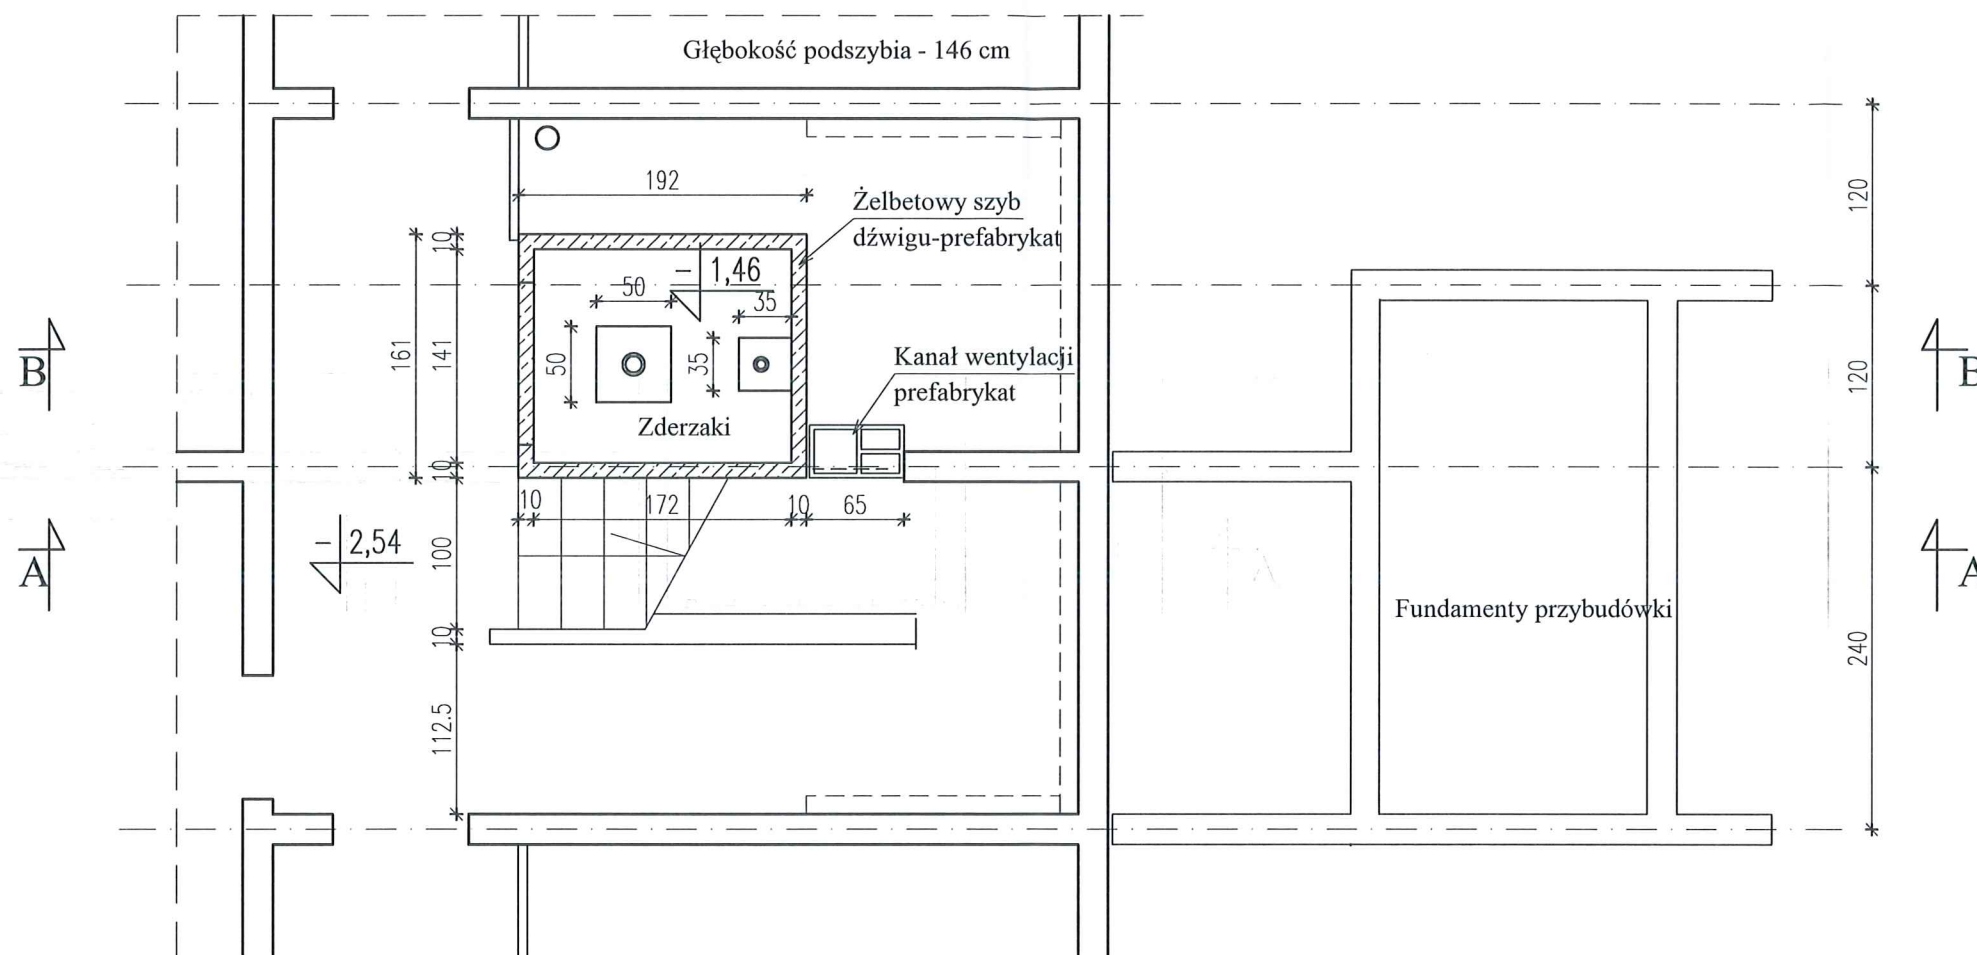 Głębokość podszybia - 146 cm
192
Żelbetowy szyb
dźwigu-prefabrykat
120
10
- 1,46
50
35
161
141
50
35
Kanał wentylacji
prefabrykat
120
B
B
Zderzaki
10
10
172
10
65
- 2,54
100
A
A
Fundamenty przybudówki
10
240
112.5